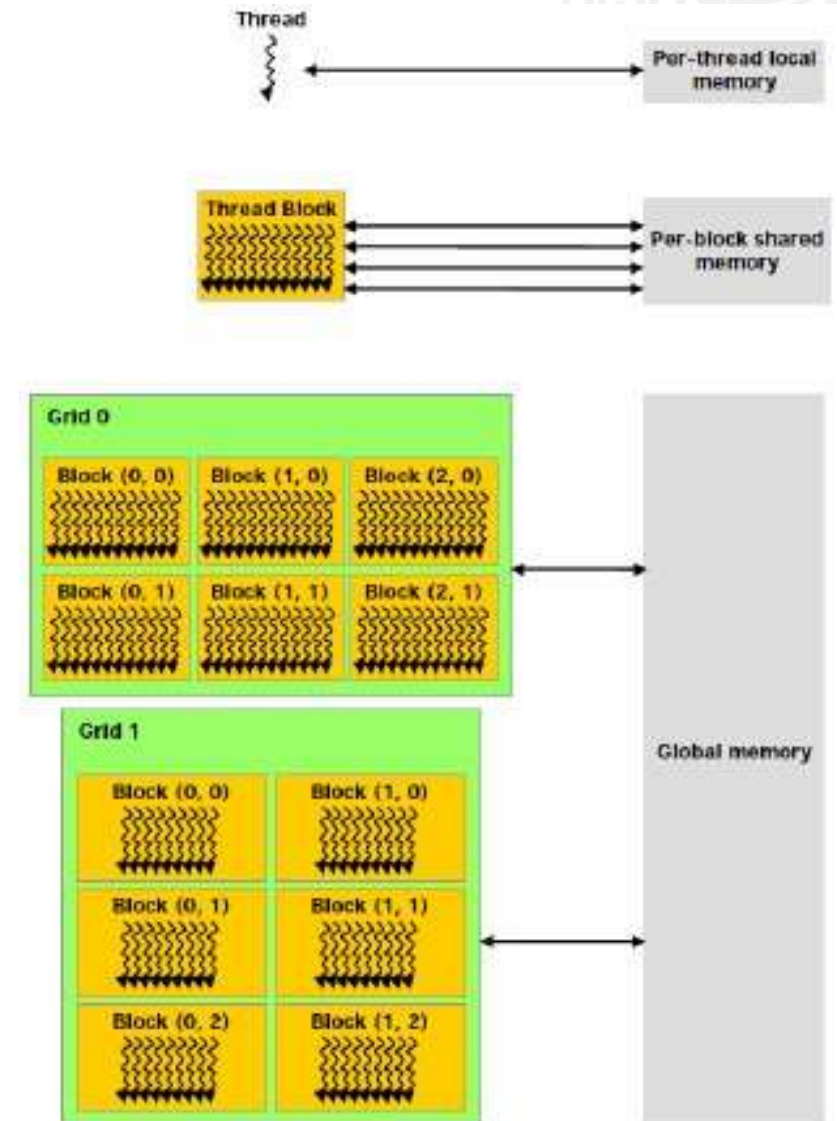 Thread
Per-thread local
memory
Thread Block
Per-block shared
memory
Grid 0
Block (0, 0) Block (1, 0) Block (2, 0)
Block (0, 1) Block (1, 1) Block (2, 1)
Grid 1
Block (0, 0) Block (1, 0)
Block (0, 1) Block (1, 1)
Block (0, 2) Block (1, 2)
Global memory